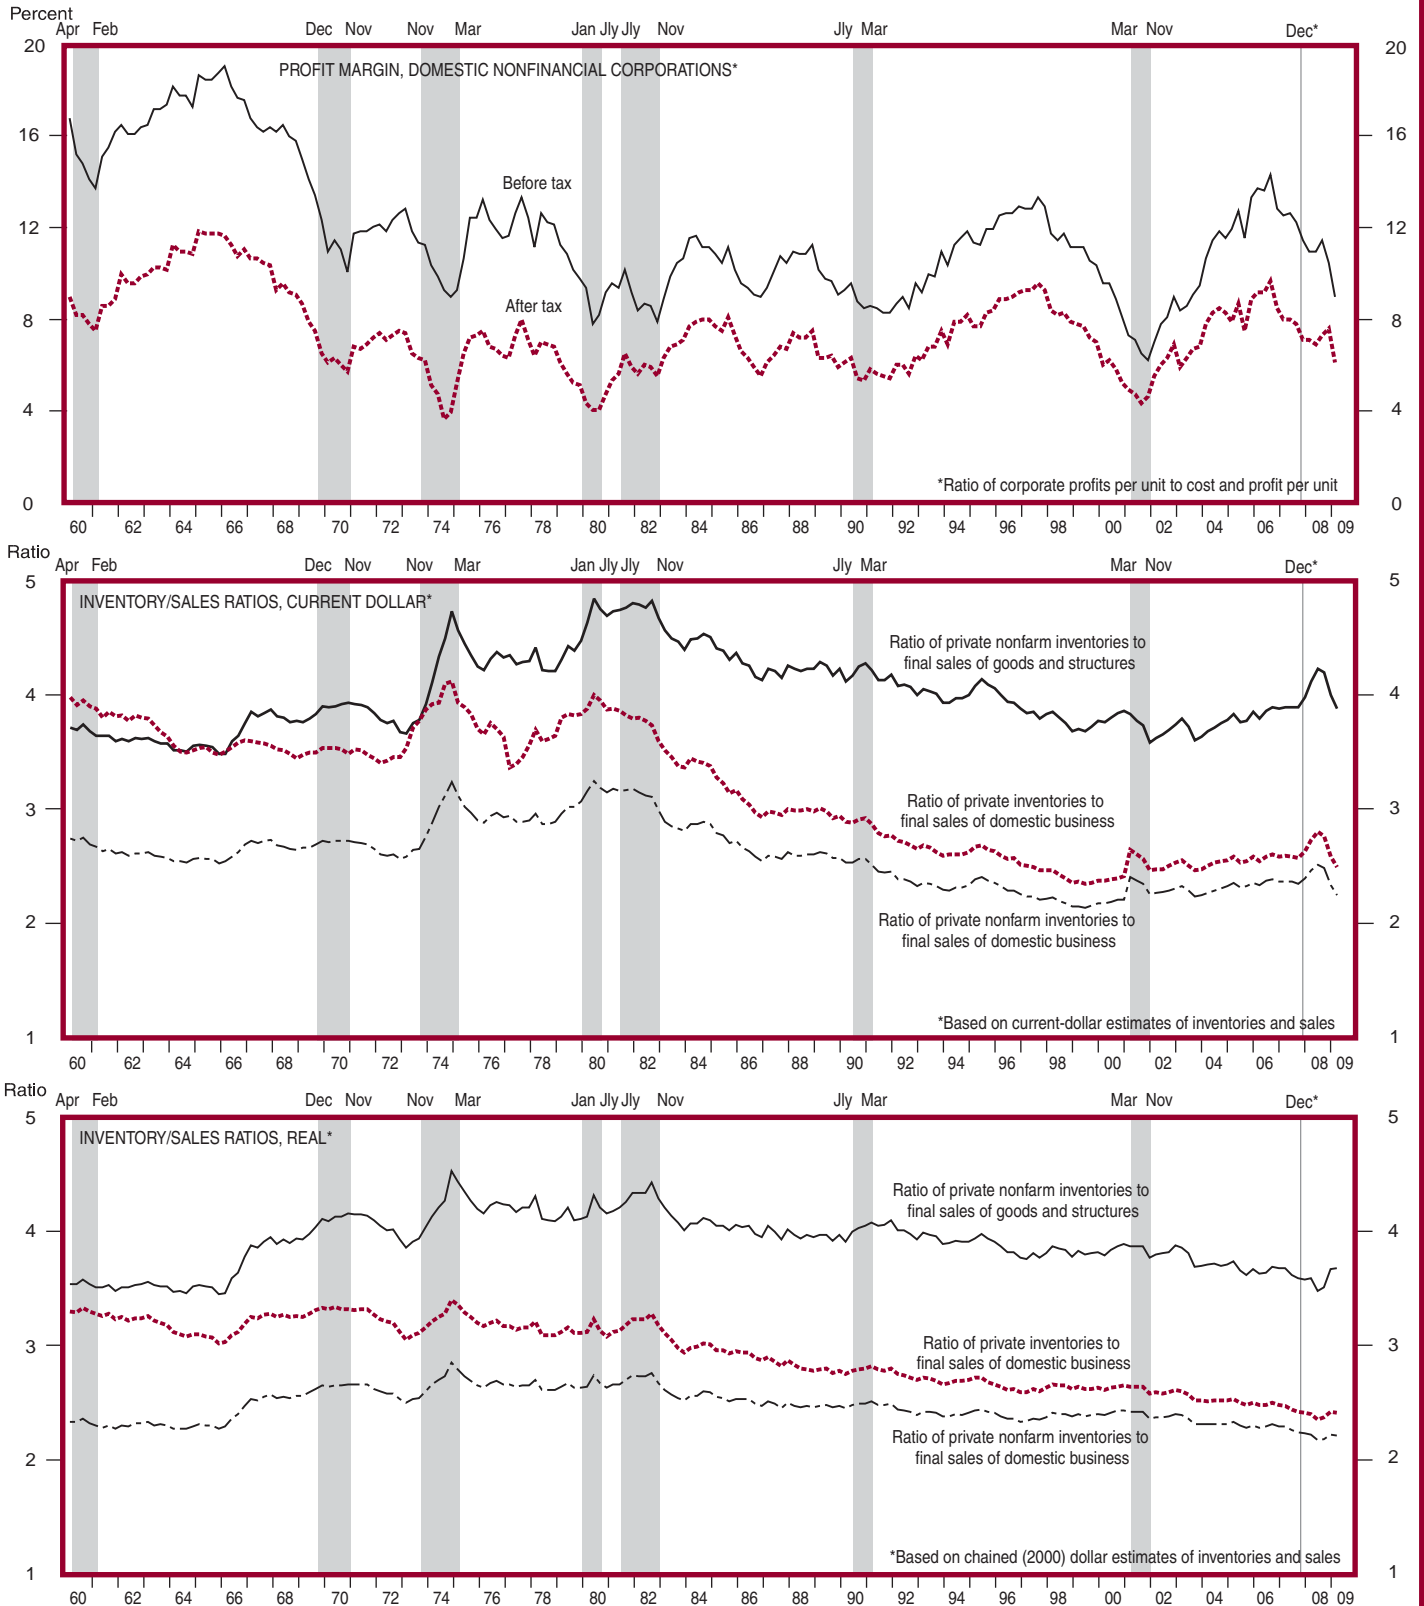 Percent
Apr Feb Dec Nov Nov Mar Jan Jly Jly Nov Jly Mar Mar Nov Dec*
20 20
PROFIT MARGIN, DOMESTIC NONFINANCIAL CORPORATIONS*
16 16
Before tax
12 12
After tax
8 8
4 4
*Ratio of corporate profits per unit to cost and profit per unit
0 0
60 62 64 66 68 70 72 74 76 78 80 82 84 86 88 90 92 94 96 98 00 02 04 06 08 09
Ratio
Apr Feb Dec Nov Nov Mar Jan Jly Jly Nov Jly Mar Mar Nov Dec*
5 5
INVENTORY/SALES RATIOS, CURRENT DOLLAR*
Ratio of private nonfarm inventories to
final sales of goods and structures
4 4
Ratio of private inventories to
3 3
final sales of domestic business
Ratio of private nonfarm inventories to
2 2
final sales of domestic business
*Based on current-dollar estimates of inventories and sales
1 1
60 62 64 66 68 70 72 74 76 78 80 82 84 86 88 90 92 94 96 98 00 02 04 06 08 09
Ratio
Apr Feb Dec Nov Nov Mar Jan Jly Jly Nov Jly Mar Mar Nov Dec*
5 5
INVENTORY/SALES RATIOS, REAL*
Ratio of private nonfarm inventories to
final sales of goods and structures
4 4
Ratio of private inventories to
3 3
final sales of domestic business
Ratio of private nonfarm inventories to
final sales of domestic business
2 2
*Based on chained (2000) dollar estimates of inventories and sales
1 1
60 62 64 66 68 70 72 74 76 78 80 82 84 86 88 90 92 94 96 98 00 02 04 06 08 09